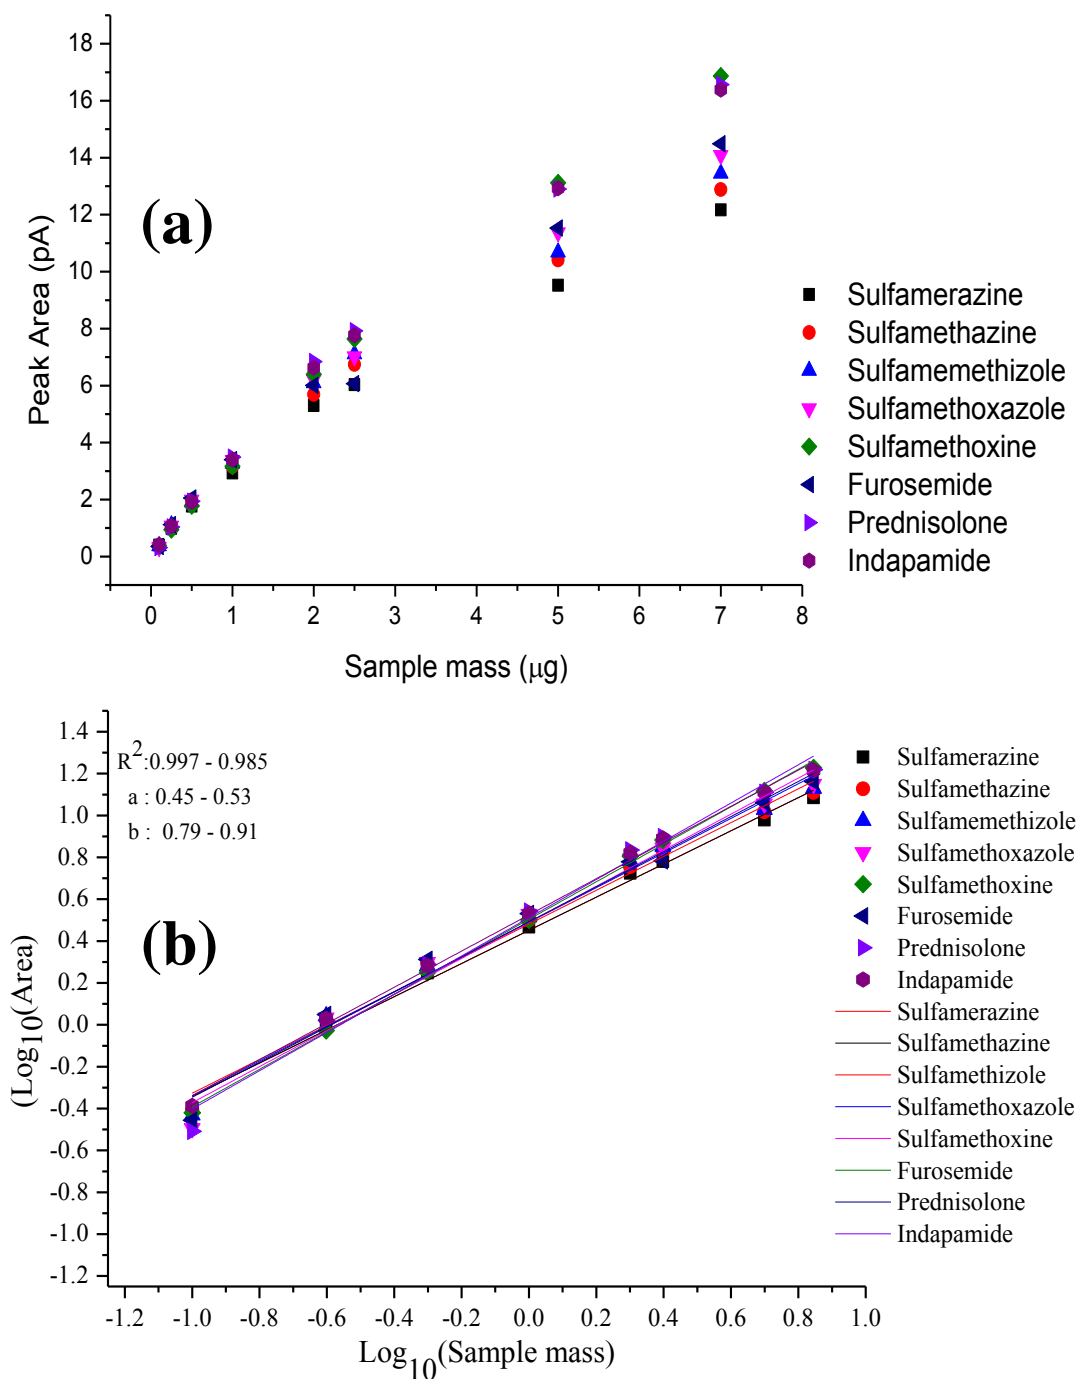 18
16
14
12
10
8
6
4
2
0
Peak Area (pA)
(a)
Sulfamerazine
Sulfamethazine
Sulfamemethizole
Sulfamethoxazole
Sulfamethoxine
Furosemide
Prednisolone
Indapamide
0 1 2 3 4 5 6 7 8
Sample mass (μg)
1.4
1.2
1.0
0.8
0.6
0.4
0.2
0.0
-0.2
-0.4
-0.6
-0.8
-1.0
-1.2
(Log10(Area)
R2:0.997 - 0.985
a : 0.45 - 0.53
b : 0.79 - 0.91
(b)
Sulfamerazine
Sulfamethazine
Sulfamemethizole
Sulfamethoxazole
Sulfamethoxine
Furosemide
Prednisolone
Indapamide
Sulfamerazine
Sulfamethazine
Sulfamethizole
Sulfamethoxazole
Sulfamethoxine
Furosemide
Prednisolone
Indapamide
-1.2 -1.0 -0.8 -0.6 -0.4 -0.2 0.0 0.2 0.4 0.6 0.8 1.0
Log10(Sample mass)